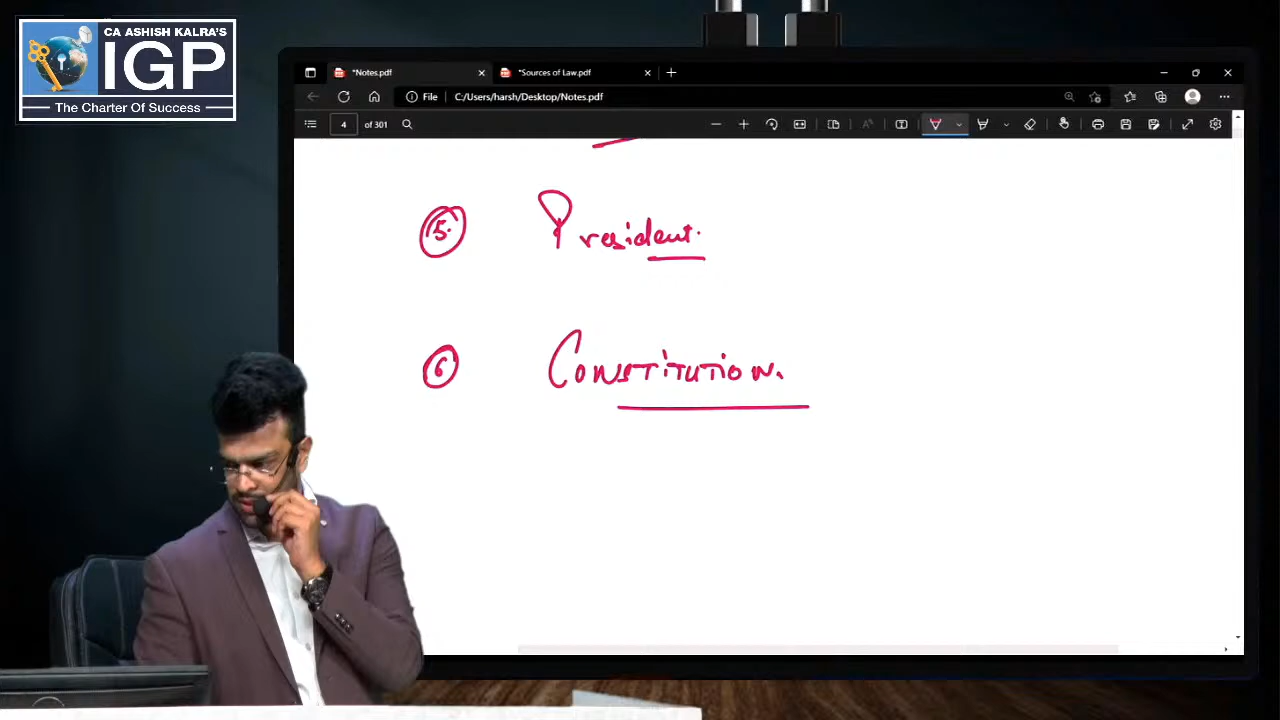 CA ASHISH KALRA'S
IGP
The Charter Of Success
*Notes.pdf
*Sources of Law.pdf
File
C:/Users/harsh/Desktop/Notes.pdf
4 of 301
5. President.
6 Constitution.